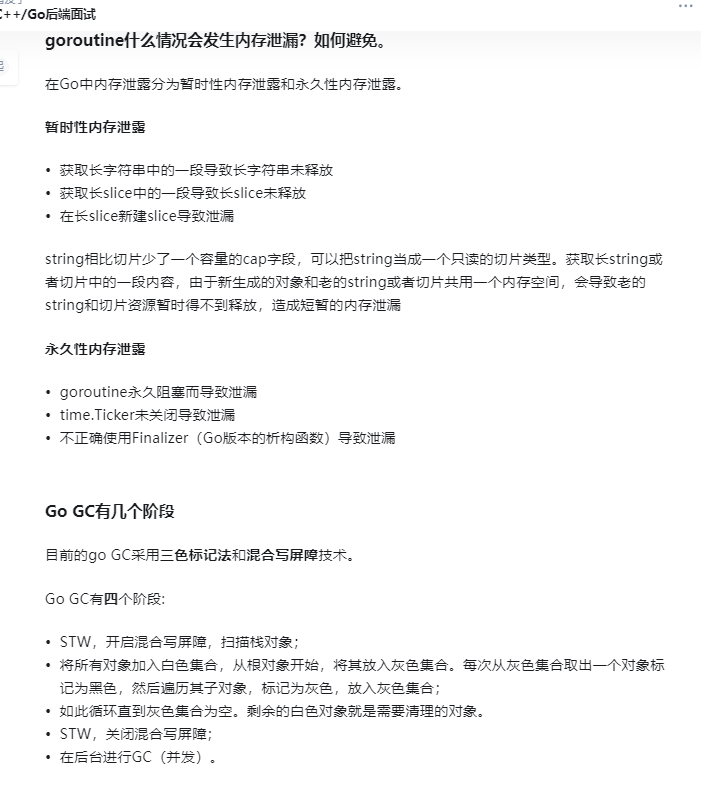 C++/Go后端面试
...
goroutine什么情况会发生内存泄漏？如何避免。
在Go中内存泄露分为暂时性内存泄露和永久性内存泄露。
暂时性内存泄露
• 获取长字符串中的一段导致长字符串未释放
• 获取长slice中的一段导致长slice未释放
• 在长slice新建slice导致泄漏
string相比切片少了一个容量的cap字段，可以把string当成一个只读的切片类型。获取长string或
者切片中的一段内容，由于新生成的对象和老的string或者切片共用一个内存空间，会导致老的
string和切片资源暂时得不到释放，造成短暂的内存泄漏
永久性内存泄露
• goroutine永久阻塞而导致泄漏
• time.Ticker未关闭导致泄漏
• 不正确使用Finalizer（Go版本的析构函数）导致泄漏
Go GC有几个阶段
目前的go GC采用三色标记法和混合写屏障技术。
Go GC有四个阶段:
• STW，开启混合写屏障，扫描栈对象；
• 将所有对象加入白色集合，从根对象开始，将其放入灰色集合。每次从灰色集合取出一个对象标
记为黑色，然后遍历其子对象，标记为灰色，放入灰色集合；
• 如此循环直到灰色集合为空。剩余的白色对象就是需要清理的对象。
• STW，关闭混合写屏障；
• 在后台进行GC（并发）。